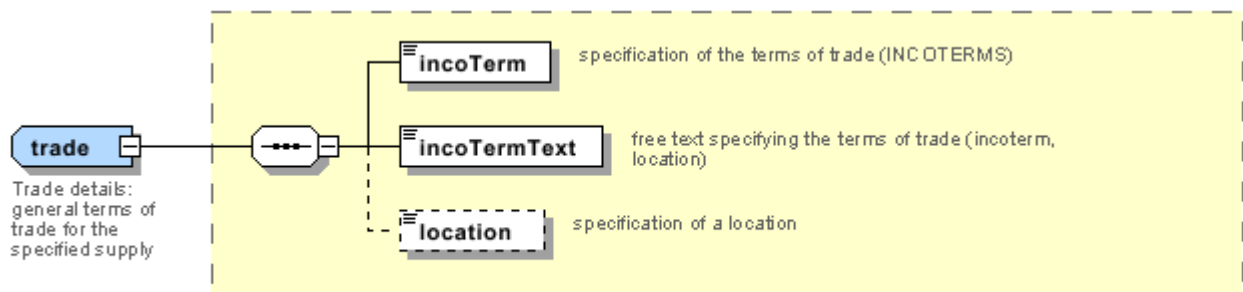 incoTerm
specification of the terms of trade (INCOTERMS)
trade
incoTermText
free text specifying the terms of trade (incoterm,
location)
Trade details:
general terms of
trade for the
specified supply
location
specification of a location